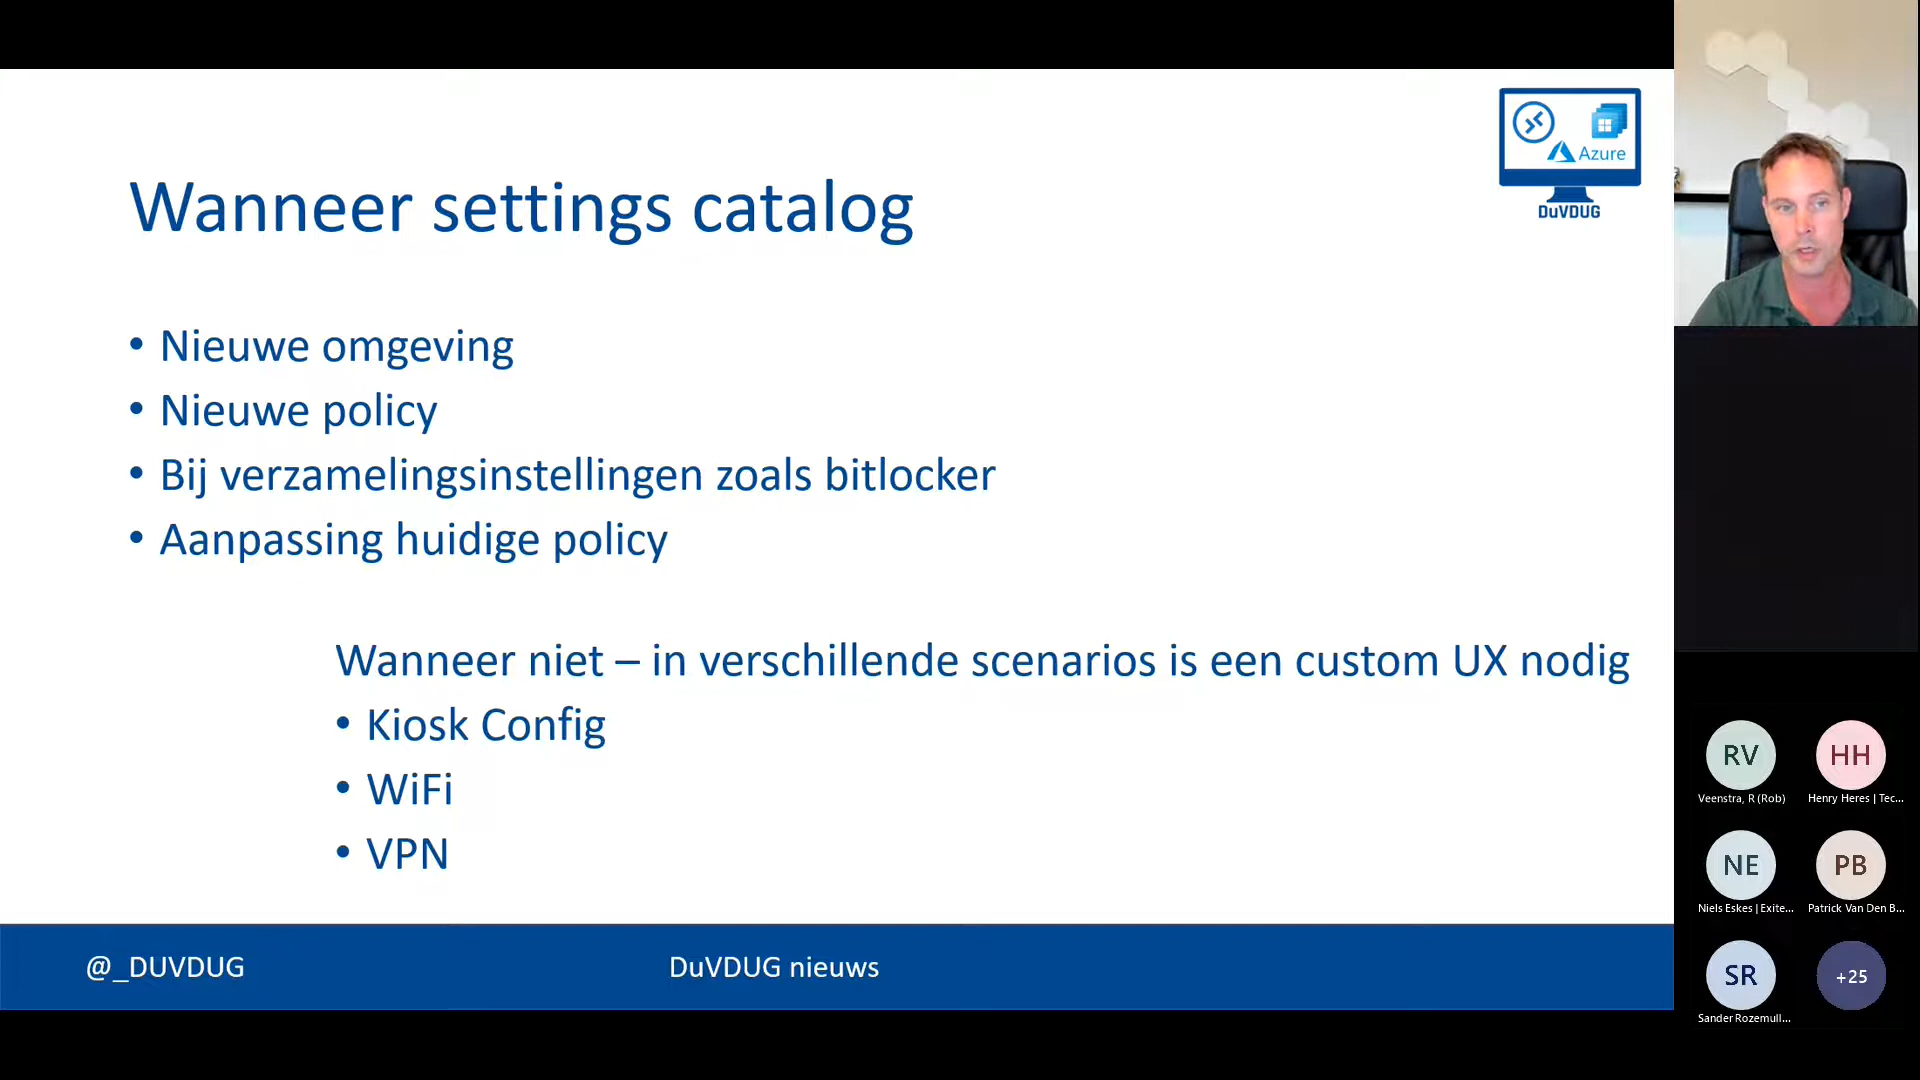 Azure
DuVDUG
Wanneer settings catalog
• Nieuwe omgeving
• Nieuwe policy
• Bij verzamelingsinstellingen zoals bitlocker
• Aanpassing huidige policy
Wanneer niet – in verschillende scenarios is een custom UX nodig
• Kiosk Config
• WiFi
• VPN
@_DUVDUG
DuVDUG nieuws
RV
Veenstra, R (Rob)
HH
Henry Heres | Tec...
NE
Niels Eskes | Exite...
PB
Patrick Van Den B...
SR
Sander Rozemull...
+25